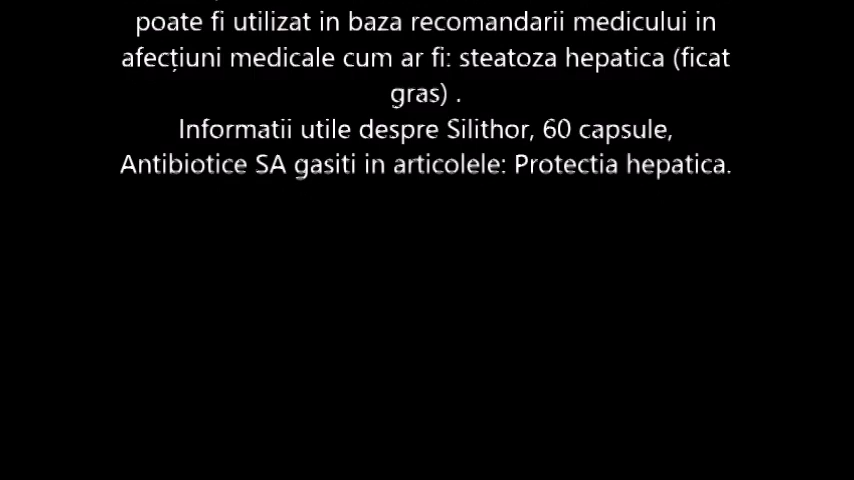 poate fi utilizat in baza recomandarii medicului in
afecțiuni medicale cum ar fi: steatoza hepatica (ficat
gras) .
Informatii utile despre Silithor, 60 capsule,
Antibiotice SA gasiti in articolele: Protectia hepatica.